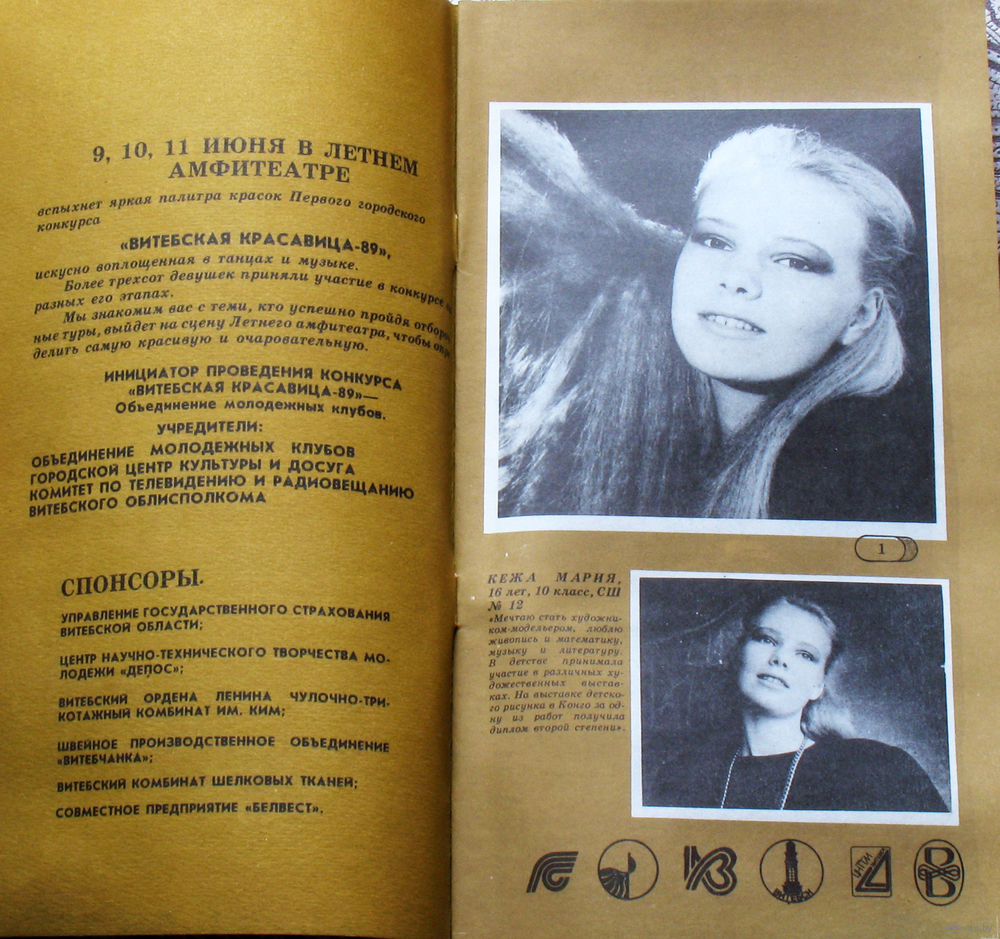 9, 10, 11 ИЮНЯ В ЛЕТНЕМ
АМФИТЕАТРЕ
вспыхнет яркая палитра красок Первого городского
конкурса
«ВИТЕБСКАЯ КРАСАВИЦА-89»,
искусно воплощенная в танцах и музыке.
Более трехсот девушек приняли участие в конкурсе
разных его этапах.
Мы знакомим вас с теми, кто успешно пройдя отбороч
ные туры, выйдет на сцену Летнего амфитеатра, чтобы опр
делить самую красивую и очаровательную.
ИНИЦИАТОР ПРОВЕДЕНИЯ КОНКУРСА
«ВИТЕБСКАЯ КРАСАВИЦА-89»—
Объединение молодежных клубов.
УЧРЕДИТЕЛИ:
ОБЪЕДИНЕНИЕ МОЛОДЕЖНЫХ КЛУБОВ
ГОРОДСКОЙ ЦЕНТР КУЛЬТУРЫ И ДОСУГА
КОМИТЕТ ПО ТЕЛЕВИДЕНИЮ И РАДИОВЕЩАНИЮ
ВИТЕБСКОГО ОБЛИСПОЛКОМА
СПОНСОРЫ.
УПРАВЛЕНИЕ ГОСУДАРСТВЕННОГО СТРАХОВАНИЯ
ВИТЕБСКОЙ ОБЛАСТИ;
ЦЕНТР НАУЧНО-ТЕХНИЧЕСКОГО ТВОРЧЕСТВА МО-
ЛОДЕЖИ «ДЕПОС»;
ВИТЕБСКИЙ ОРДЕНА ЛЕНИНА ЧУЛОЧНО-ТРИ-
КОТАЖНЫЙ КОМБИНАТ ИМ. КИМ;
ШВЕЙНОЕ ПРОИЗВОДСТВЕННОЕ ОБЪЕДИНЕНИЕ
«ВИТЕБЧАНКА»;
ВИТЕБСКИЙ КОМБИНАТ ШЕЛКОВЫХ ТКАНЕЙ;
СОВМЕСТНОЕ ПРЕДПРИЯТИЕ «БЕЛВЕСТ».
1
КЕЖА МАРИЯ,
16 лет, 10 класс, СШ
№ 12
«Мечтаю стать художни-
ком-модельером, люблю
живопись и математику,
музыку и литературу.
В детстве принимала
участие в различных ху-
дожественных выстав-
ках. На выставке детско-
го рисунка в Конго за од-
ну из работ получила
диплом второй степени».
ВИТЕБСК